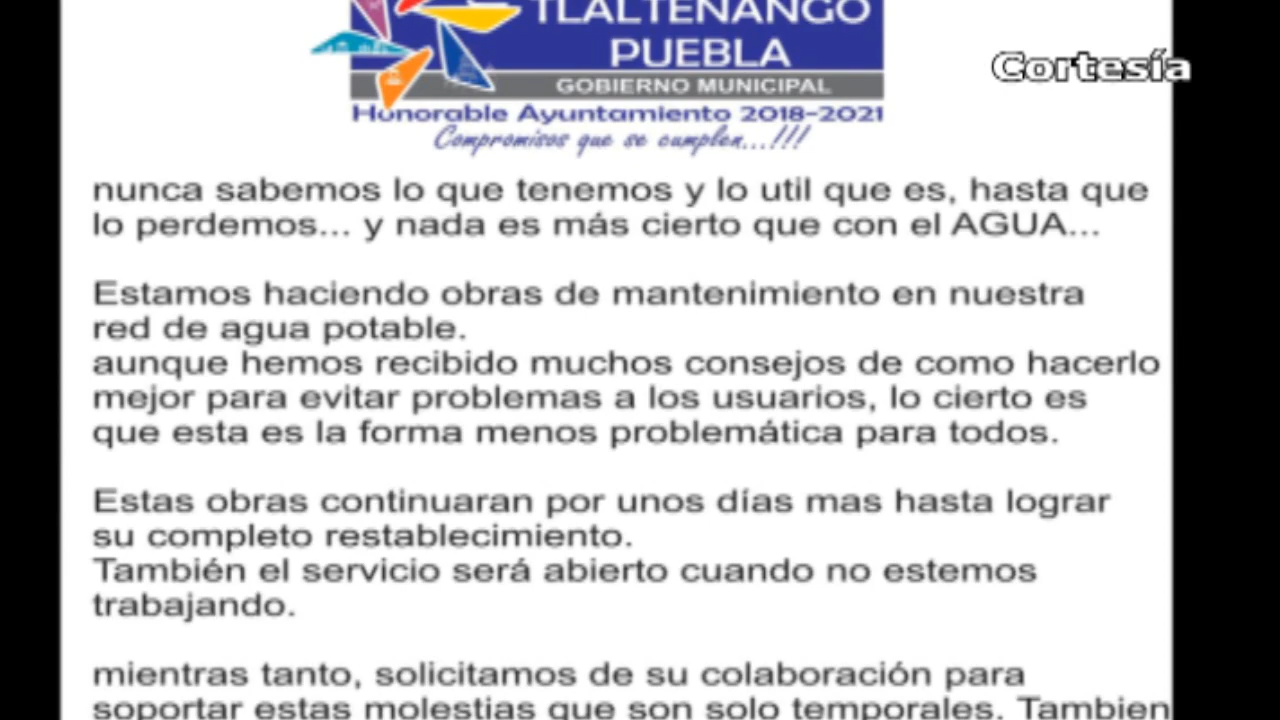 TLALTENANGO
PUEBLA
GOBIERNO MUNICIPAL
Honorable Ayuntamiento 2018-2021
Compromisos que se cumplen...!!!
Cortesía
nunca sabemos lo que tenemos y lo util que es, hasta que
lo perdemos... y nada es más cierto que con el AGUA...
Estamos haciendo obras de mantenimiento en nuestra
red de agua potable.
aunque hemos recibido muchos consejos de como hacerlo
mejor para evitar problemas a los usuarios, lo cierto es
que esta es la forma menos problemática para todos.
Estas obras continuaran por unos días mas hasta lograr
su completo restablecimiento.
También el servicio será abierto cuando no estemos
trabajando.
mientras tanto, solicitamos de su colaboración para
soportar estas molestias que son solo temporales. Tambien